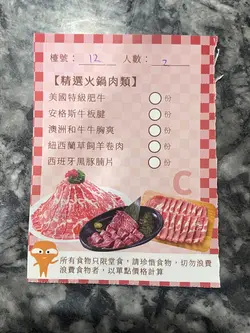 檯號： 12 人數： 2
【精選火鍋肉類】
美國特級肥牛 份
安格斯牛板腱 份
澳洲和牛牛胸爽 份
紐西蘭草飼羊卷肉 份
西班牙黑豚腩片 份
C
所有食物只限堂食，請珍惜食物，切勿浪費
浪費食物者，以單點價格計算